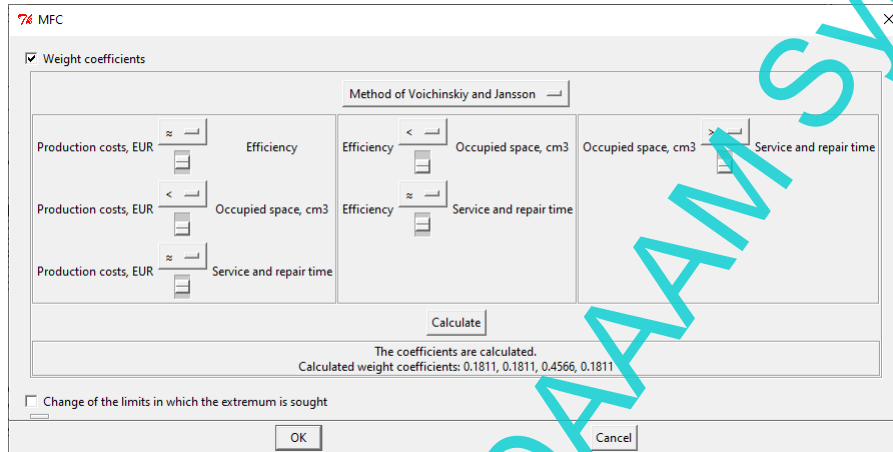 MFC
Weight coefficients
Method of Voichinskiy and Jansson
Production costs, EUR ≈ Efficiency
Efficiency < Occupied space, cm3
Occupied space, cm3 > Service and repair time
Production costs, EUR < Occupied space, cm3
Efficiency ≈ Service and repair time
Production costs, EUR ≈ Service and repair time
Calculate
The coefficients are calculated.
Calculated weight coefficients: 0.1811, 0.1811, 0.4566, 0.1811
Change of the limits in which the extremum is sought
OK Cancel